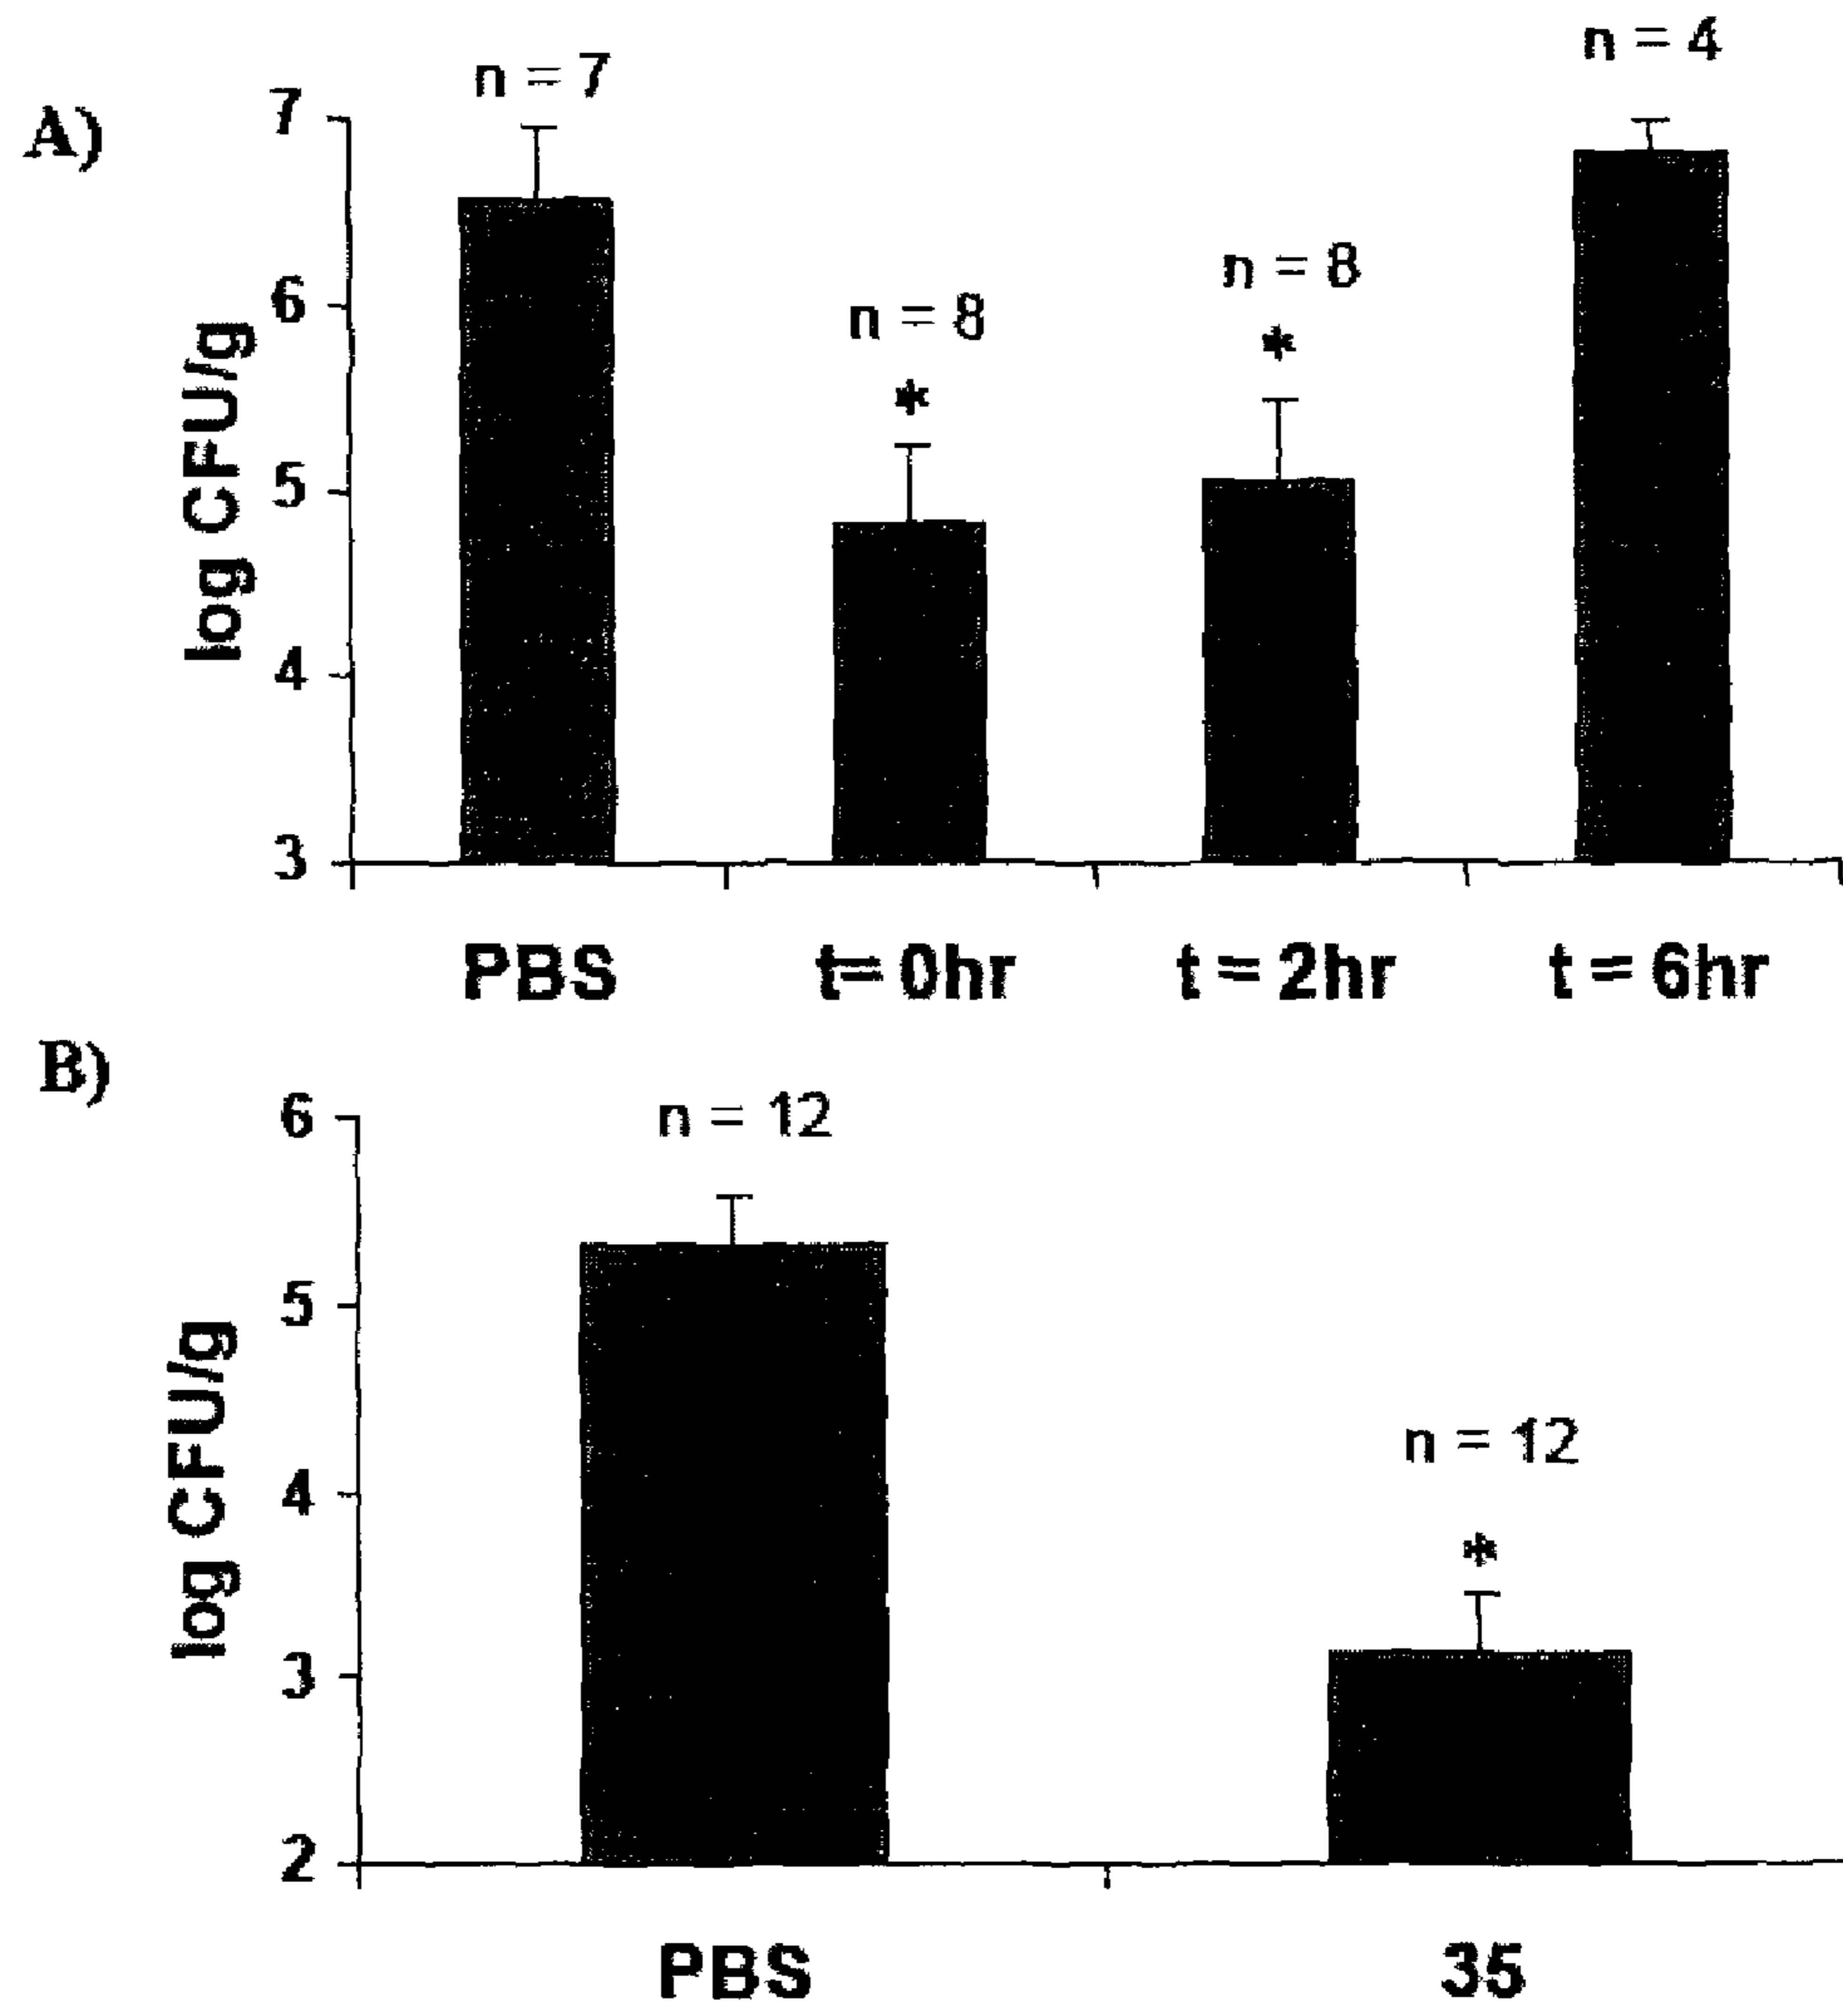 A)
n = 7
n = 8
n = 8
n = 4
*
*
log CFU/g
7
6
5
4
3
PBS
t= 0hr
t = 2hr
t = 6hr
B)
n = 12
n = 12
*
log CFU/g
6
5
4
3
2
PBS
35